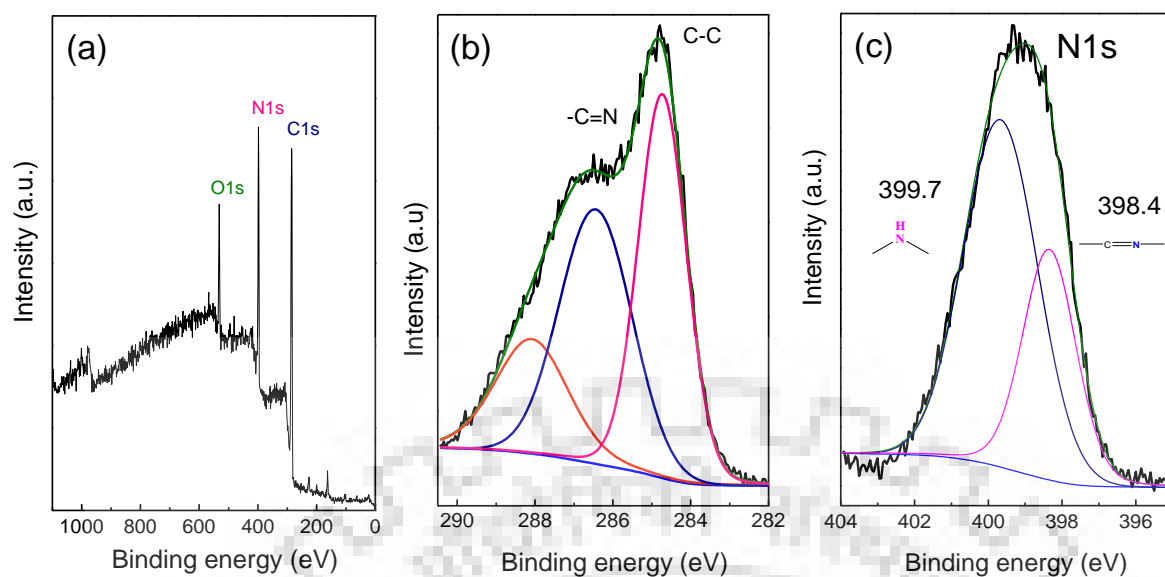 (a)
N1s
C1s
O1s
Intensity (a.u.)
1000 800 600 400 200 0
Binding energy (eV)
(b)
C-C
-C=N
Intensity (a.u)
290 288 286 284 282
Binding energy (eV)
(c) N1s
399.7
H
N
398.4
C N
Intensity (a.u.)
404 402 400 398 396
Binding energy (eV)